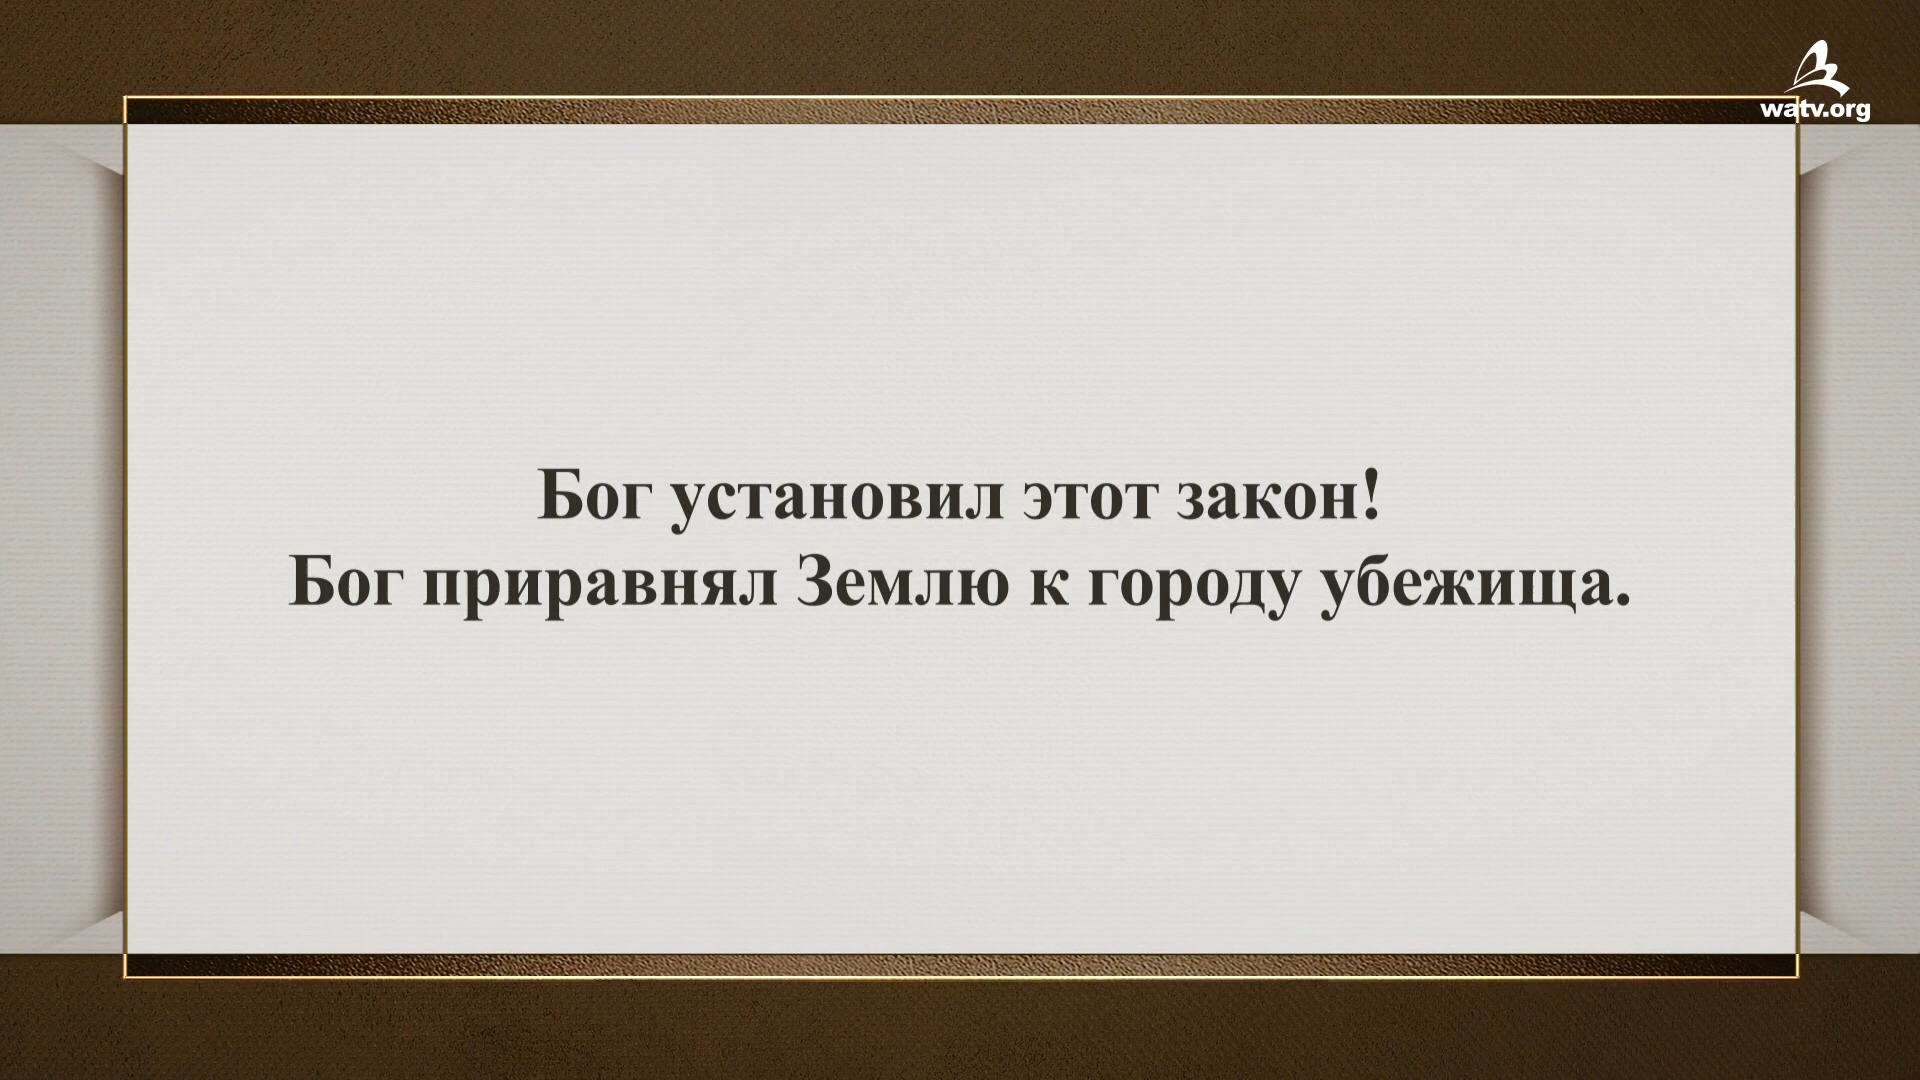 watv.org
Бог установил этот закон!
Бог приравнял Землю к городу убежища.